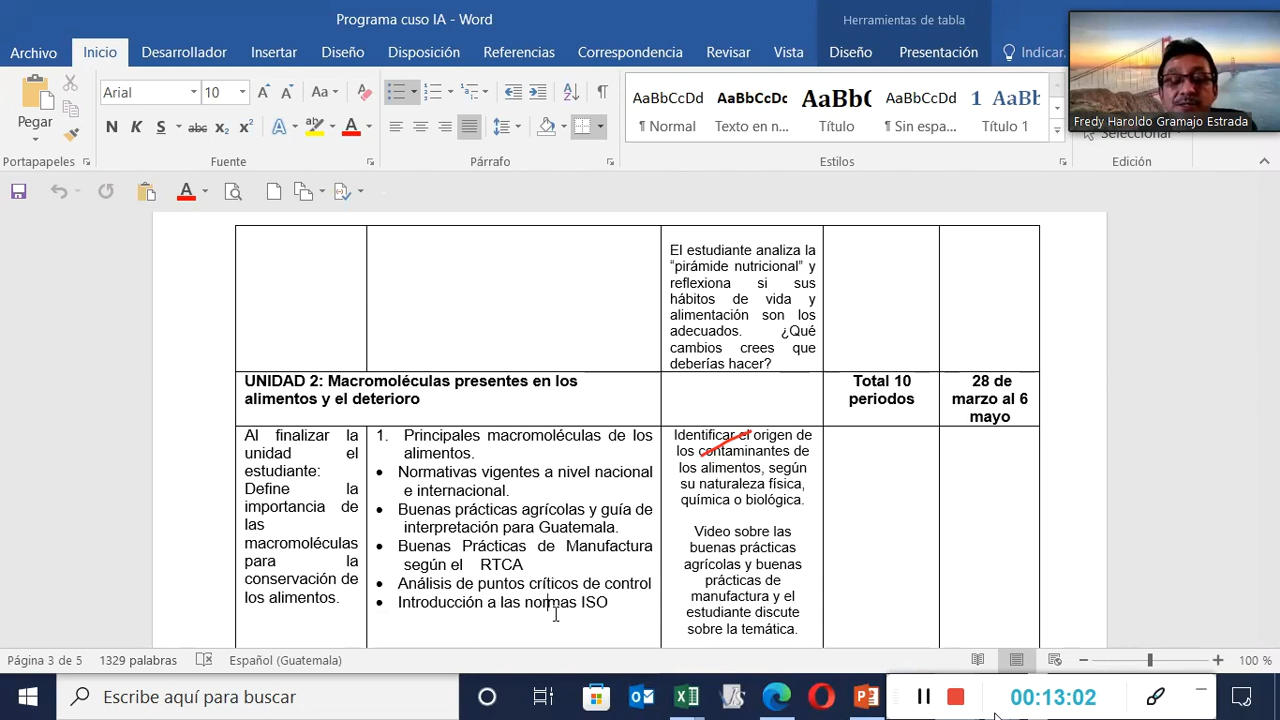 Programa cuso IA - Word
Herramientas de tabla
Archivo Inicio Desarrollador Insertar Diseño Disposición Referencias Correspondencia Revisar Vista Diseño Presentación Indicar.
Arial 10 Aa
Pegar
N K S abc x₂ x² A ab A
AaBbCcDd AaBbCcDc AaBbC AaBbCcDd 1 AaBb
¶ Normal Texto en n... Título ¶ Sin espa... Título 1
Seleccionar
Fredy Haroldo Gramajo Estrada
Portapapeles Fuente Párrafo Estilos Edición
El estudiante analiza la
“pirámide nutricional” y
reflexiona si sus
hábitos de vida y
alimentación son los
adecuados. ¿Qué
cambios crees que
deberías hacer?
UNIDAD 2: Macromoléculas presentes en los
alimentos y el deterioro
Total 10
periodos
28 de
marzo al 6
mayo
Al finalizar la
unidad el
estudiante:
Define la
importancia de
las
macromoléculas
para la
conservación de
los alimentos.
1. Principales macromoléculas de los
alimentos.
• Normativas vigentes a nivel nacional
e internacional.
• Buenas prácticas agrícolas y guía de
interpretación para Guatemala.
• Buenas Prácticas de Manufactura
según el RTCA
• Análisis de puntos críticos de control
• Introducción a las normas ISO
Identificar el origen de
los contaminantes de
los alimentos, según
su naturaleza física,
química o biológica.
Video sobre las
buenas prácticas
agrícolas y buenas
prácticas de
manufactura y el
estudiante discute
sobre la temática.
Página 3 de 5 1329 palabras Español (Guatemala) 100 %
Escribe aquí para buscar
00:13:02